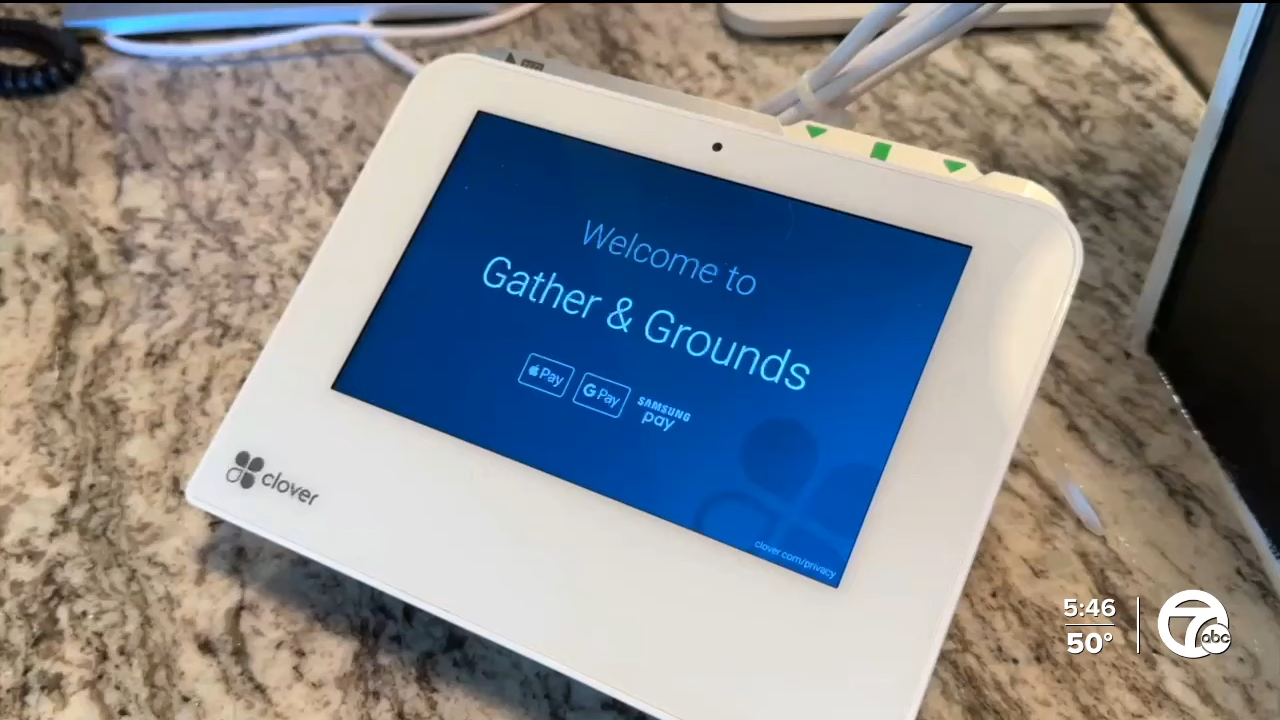 Welcome to
Gather & Grounds
Pay
G Pay
SAMSUNG
pay
clover
clover.com/privacy
5:46
50°
7
abc